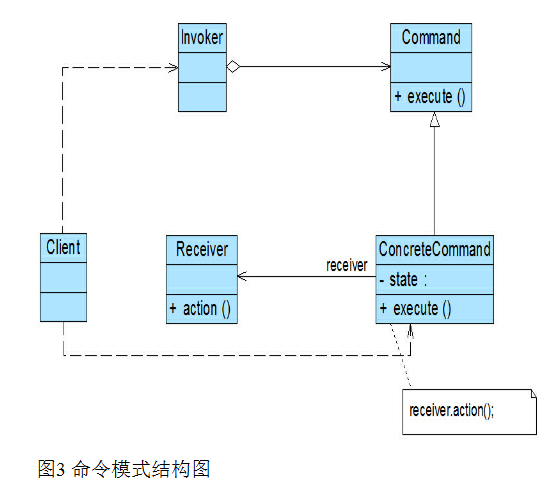 Invoker
Command
+ execute ()
Client
Receiver
+ action ()
receiver
ConcreteCommand
- state :
+ execute ()
receiver.action();
图3 命令模式结构图